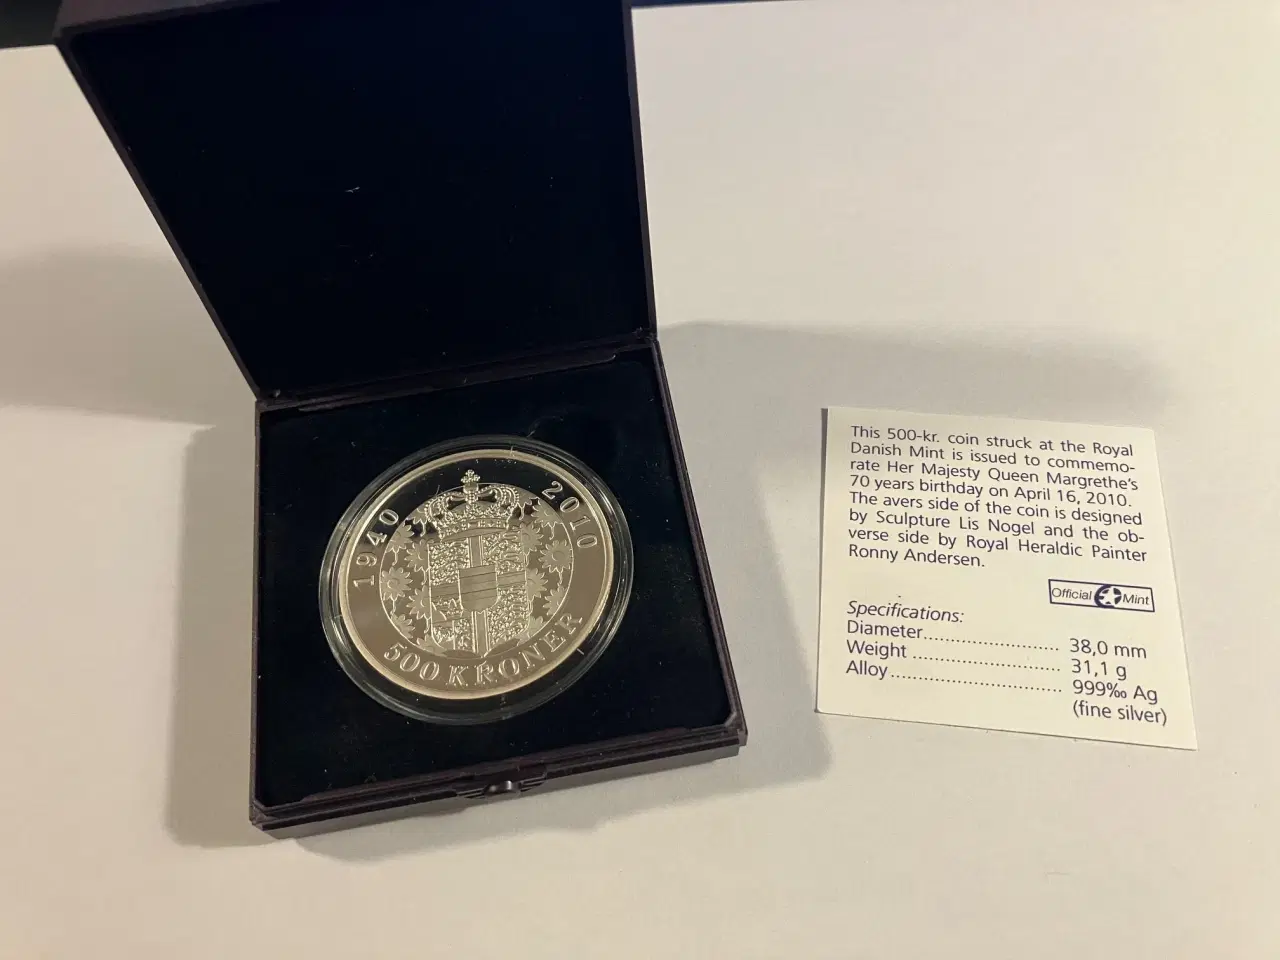 1940 2010
500 KRONER
This 500-kr. coin struck at the Royal
Danish Mint is issued to commemo-
rate Her Majesty Queen Margrethe's
70 years birthday on April 16, 2010.
The avers side of the coin is designed
by Sculpture Lis Nogel and the ob-
verse side by Royal Heraldic Painter
Ronny Andersen.
Official Mint
Specifications:
Diameter........................ 38,0 mm
Weight .......................... 31,1 g
Alloy.............................. 999‰ Ag
(fine silver)